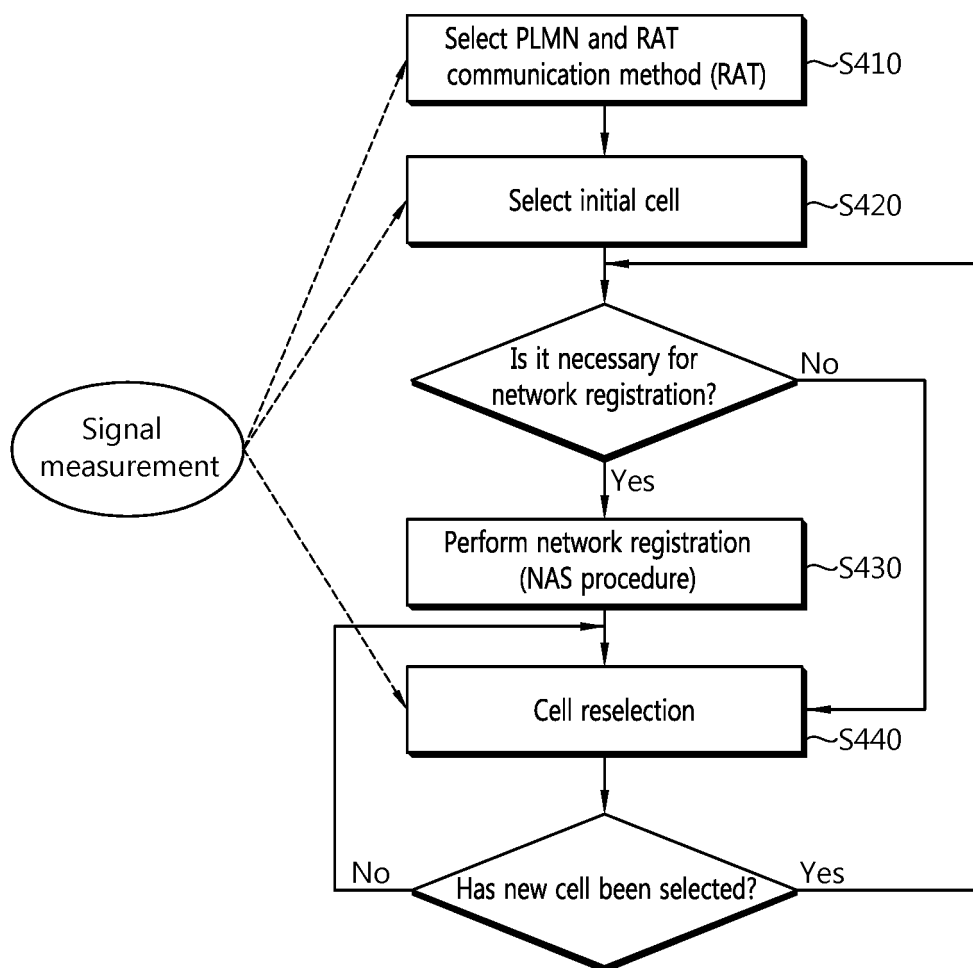 Select PLMN and RAT
communication method (RAT)
S410
Select initial cell
S420
Is it necessary for
network registration?
No
Yes
Signal
measurement
Perform network registration
(NAS procedure)
S430
Cell reselection
S440
No
Has new cell been selected?
Yes